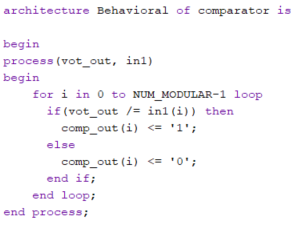 architecture Behavioral of comparator is
begin
process(vot_out, in1)
begin
for i in 0 to NUM_MODULAR-1 loop
if(vot_out /= in1(i)) then
comp_out(i) <= '1';
else
comp_out(i) <= '0';
end if;
end loop;
end process;